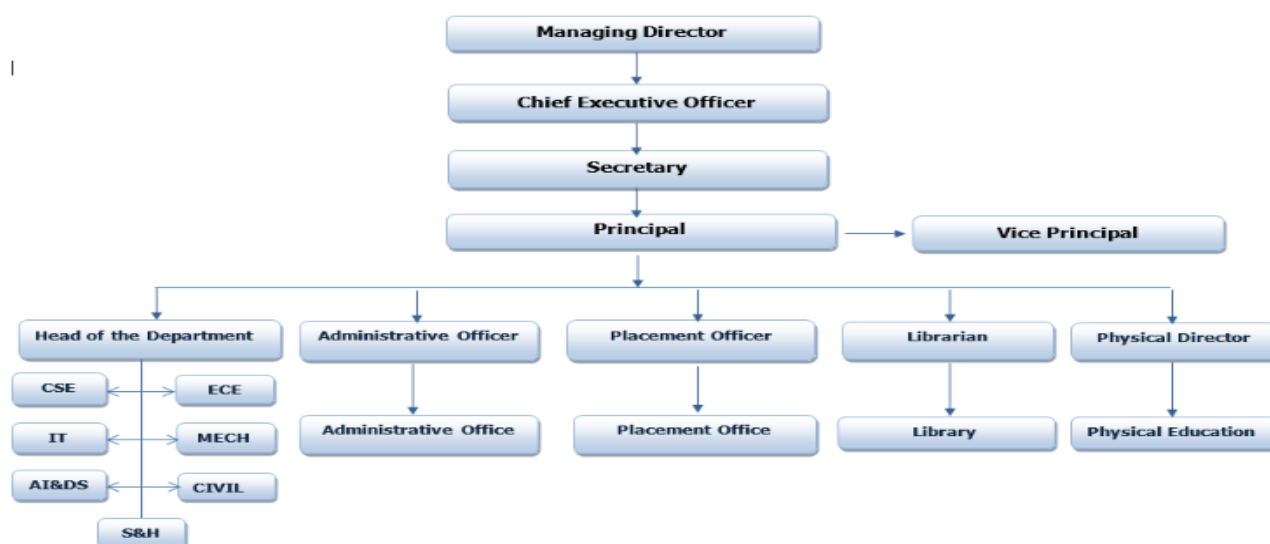 Managing Director
Chief Executive Officer
Secretary
Principal
Vice Principal
Head of the Department
Administrative Officer
Placement Officer
Librarian
Physical Director
CSE
ECE
Administrative Office
Placement Office
Library
Physical Education
IT
MECH
AI&DS
CIVIL
S&H